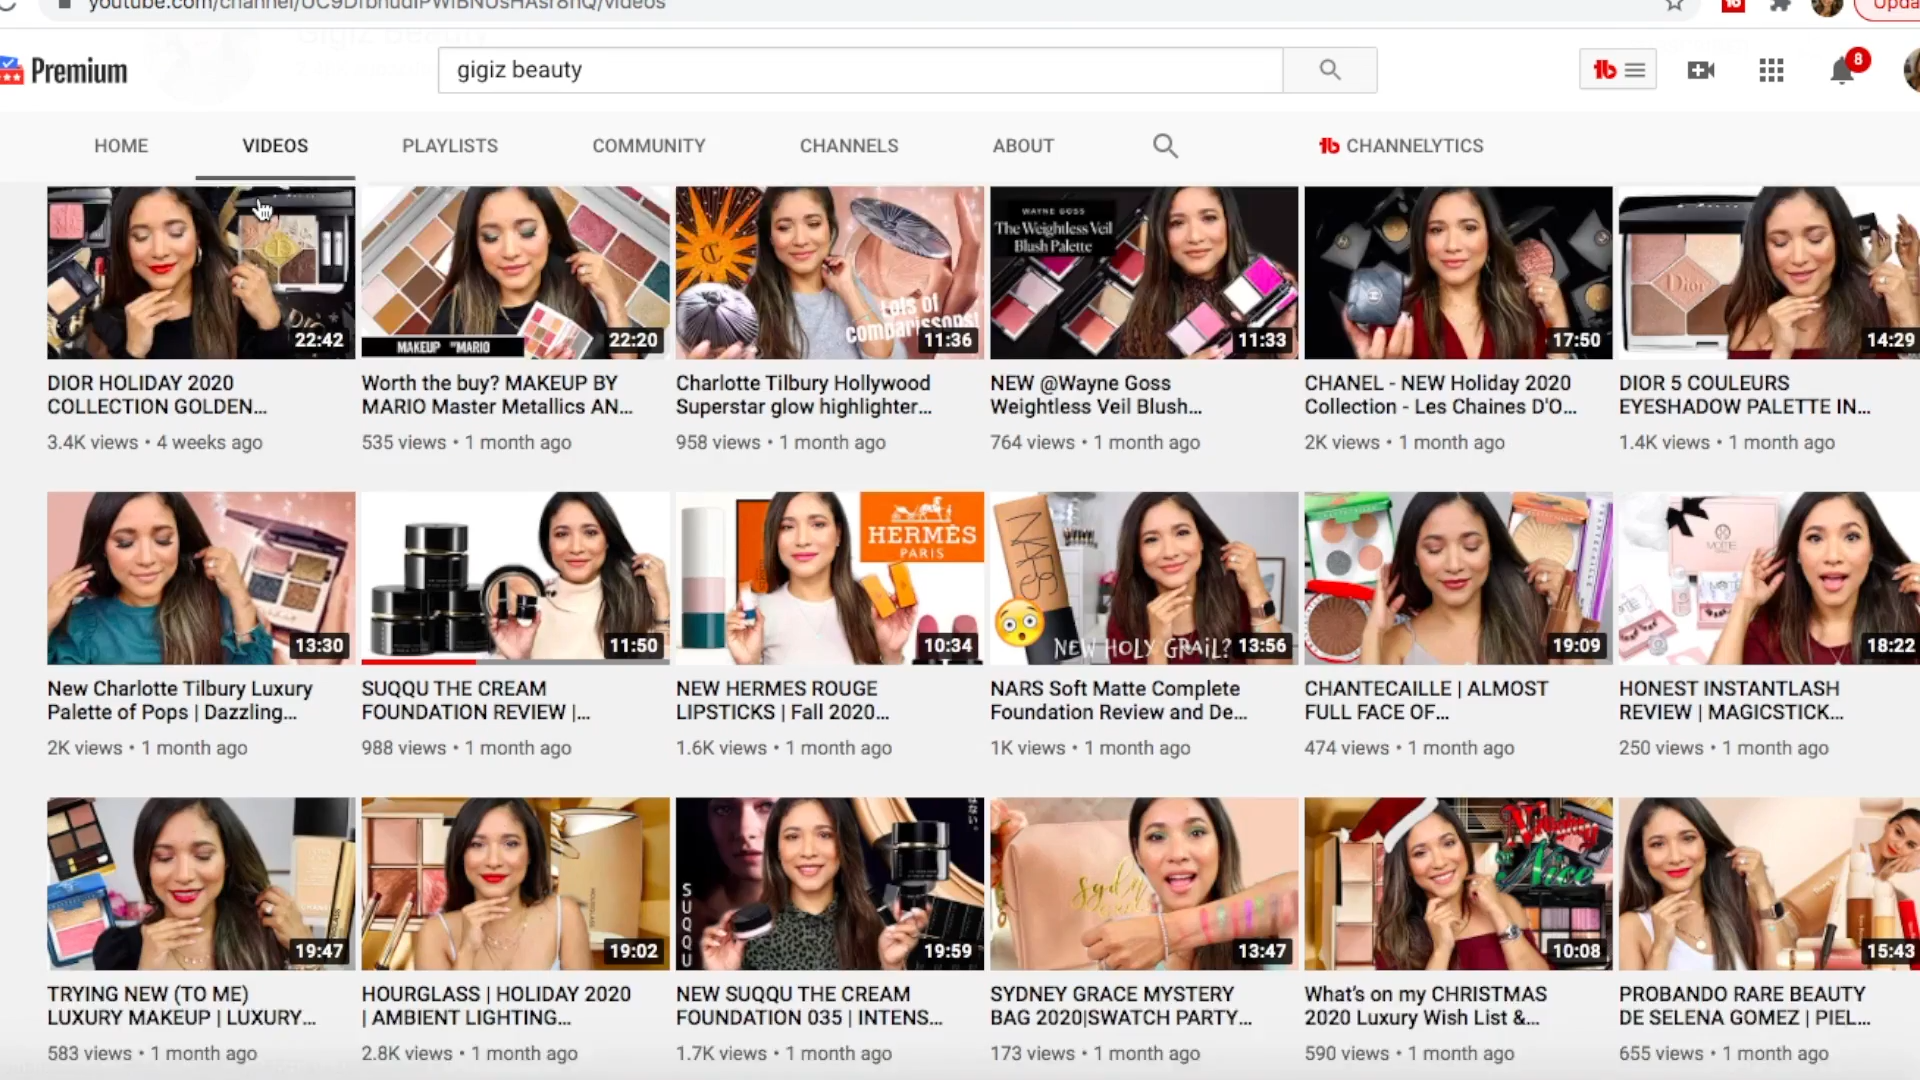 Premium
gigiz beauty
8
HOME
VIDEOS
PLAYLISTS
COMMUNITY
CHANNELS
ABOUT
CHANNELYTICS
22:42
MAKEUP
MARIO
22:20
Lots of
comparissons!
11:36
WAYNE GOSS
The Weightless Veil
Blush Palette
11:33
17:50
Dior
14:29
DIOR HOLIDAY 2020
COLLECTION GOLDEN...
3.4K views • 4 weeks ago
Worth the buy? MAKEUP BY
MARIO Master Metallics AN...
535 views • 1 month ago
Charlotte Tilbury Hollywood
Superstar glow highlighter...
958 views • 1 month ago
NEW @Wayne Goss
Weightless Veil Blush...
764 views • 1 month ago
CHANEL - NEW Holiday 2020
Collection - Les Chaines D'O...
2K views • 1 month ago
DIOR 5 COULEURS
EYESHADOW PALETTE IN...
1.4K views • 1 month ago
13:30
11:50
HERMÈS
PARIS
10:34
NARS
NEW HOLY GRAIL?
13:56
19:09
18:22
New Charlotte Tilbury Luxury
Palette of Pops | Dazzling...
2K views • 1 month ago
SUQQU THE CREAM
FOUNDATION REVIEW |...
988 views • 1 month ago
NEW HERMES ROUGE
LIPSTICKS | Fall 2020...
1.6K views • 1 month ago
NARS Soft Matte Complete
Foundation Review and De...
1K views • 1 month ago
CHANTECAILLE | ALMOST
FULL FACE OF...
474 views • 1 month ago
HONEST INSTANTLASH
REVIEW | MAGICSTICK...
250 views • 1 month ago
19:47
19:02
SUQQU
19:59
13:47
Naughty
or
Nice
10:08
15:43
TRYING NEW (TO ME)
LUXURY MAKEUP | LUXURY...
583 views • 1 month ago
HOURGLASS | HOLIDAY 2020
| AMBIENT LIGHTING...
2.8K views • 1 month ago
NEW SUQQU THE CREAM
FOUNDATION 035 | INTENS...
1.7K views • 1 month ago
SYDNEY GRACE MYSTERY
BAG 2020|SWATCH PARTY...
173 views • 1 month ago
What's on my CHRISTMAS
2020 Luxury Wish List &...
590 views • 1 month ago
PROBANDO RARE BEAUTY
DE SELENA GOMEZ | PIEL...
655 views • 1 month ago